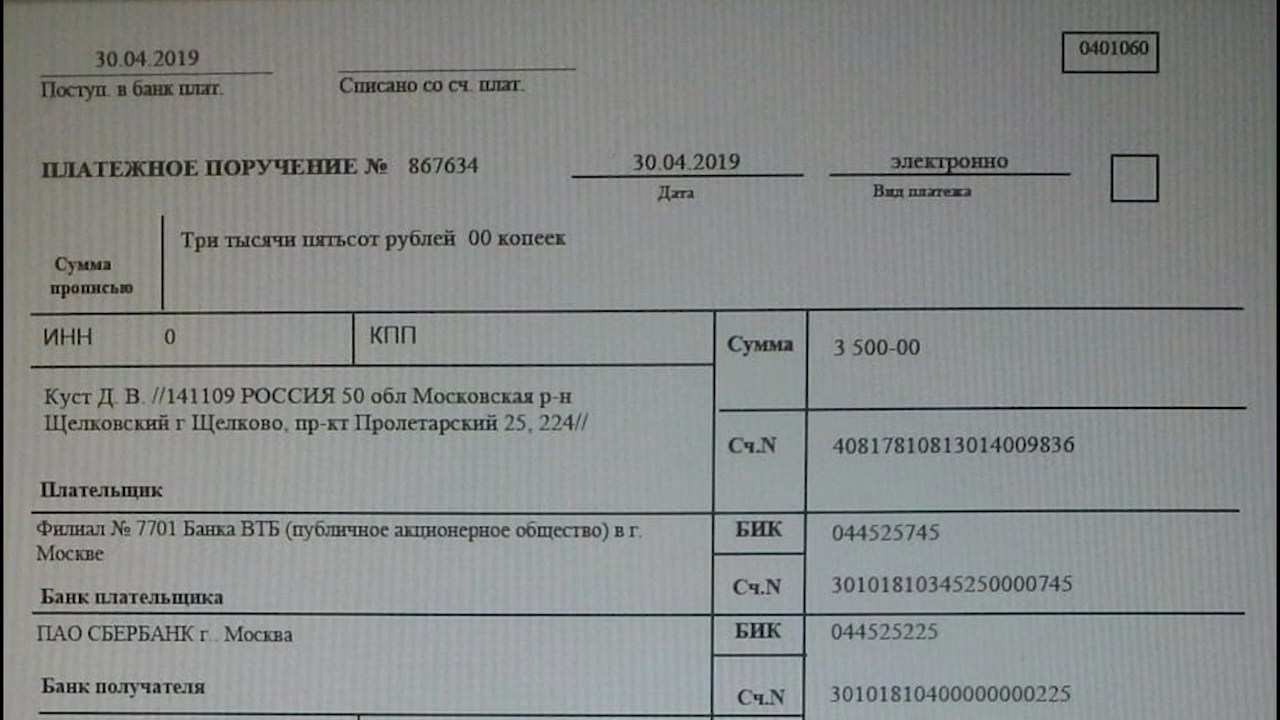 30.04.2019
0401060
Поступ. в банк плат.
Списано со сч. плат.
ПЛАТЕЖНОЕ ПОРУЧЕНИЕ № 867634
30.04.2019
электронно
Дата
Вид платежа
Три тысячи пятьсот рублей 00 копеек
Сумма
прописью
ИНН 0
КПП
Сумма
3 500-00
Куст Д. В. //141109 РОССИЯ 50 обл Московская р-н
Щелковский г Щелково, пр-кт Пролетарский 25, 224//
Сч.N
40817810813014009836
Плательщик
Филиал № 7701 Банка ВТБ (публичное акционерное общество) в г.
Москве
БИК
044525745
Банк плательщика
Сч.N
30101810345250000745
ПАО СБЕРБАНК г. Москва
БИК
044525225
Банк получателя
Сч.N
30101810400000000225